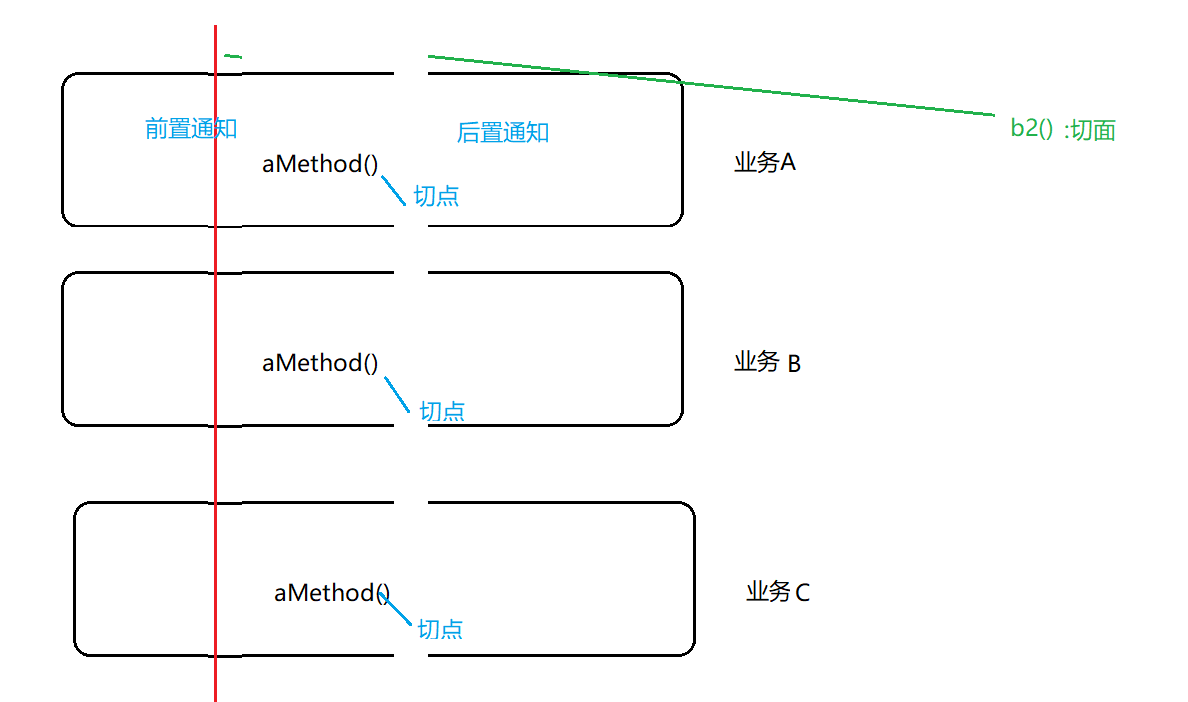 前置通知
后置通知
b2() :切面
aMethod()
业务A
切点
aMethod()
业务 B
切点
aMethod()
业务 C
切点